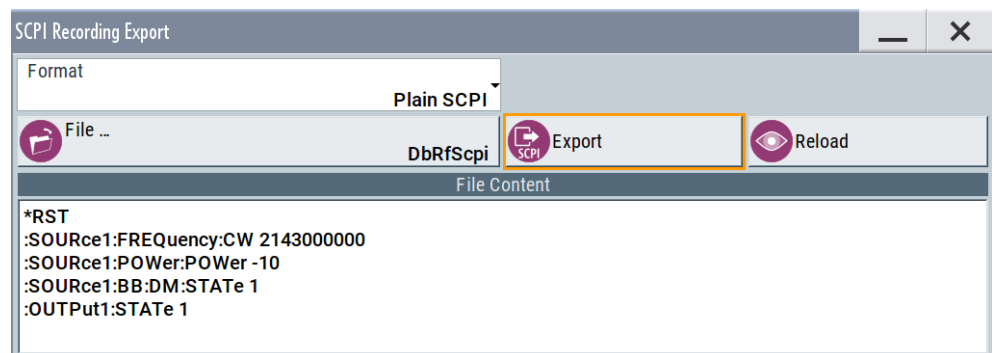 SCPI Recording Export
Format
Plain SCPI
File ...
DbRfScpi
SCPI
Export
Reload
File Content
*RST
:SOURce1:FREQuency:CW 2143000000
:SOURce1:POWer:POWer -10
:SOURce1:BB:DM:STATe 1
:OUTPut1:STATe 1